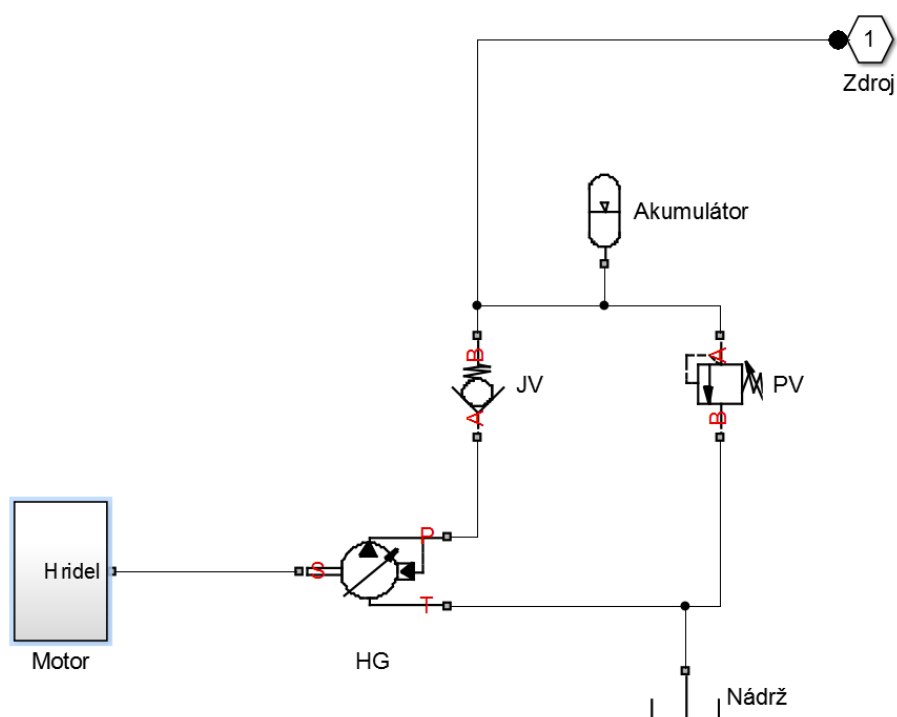 1
Zdroj
Akumulátor
B
JV
A
A
PV
B
Hridel
S
P
T
Motor
HG
Nádrž